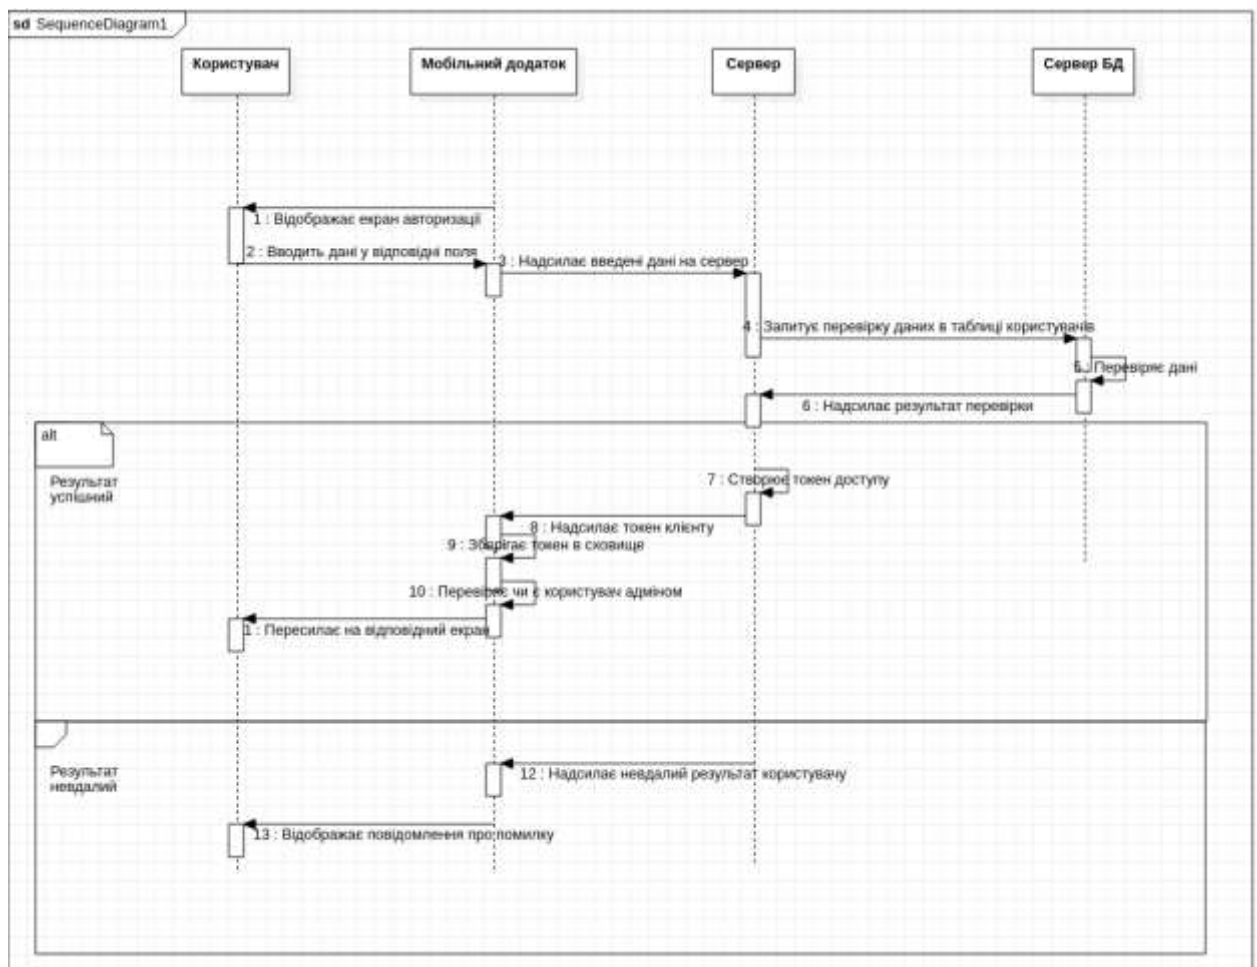 sd SequenceDiagram1
Користувач
Мобільний додаток
Сервер
Сервер БД
1 : Відображає екран авторизації
2 : Вводить дані у відповідні поля
3 : Надсилає введені дані на сервер
4 : Запитує перевірку даних в таблиці користувачів
5 : Перевіряє дані
6 : Надсилає результат перевірки
alt
Результат
успішний
7 : Створює токен доступу
8 : Надсилає токен клієнту
9 : Зберігає токен в сховище
10 : Перевіряє чи є користувач адміном
1 : Пересилає на відповідний екран
Результат
невдалий
12 : Надсилає невдалий результат користувачу
13 : Відображає повідомлення про помилку